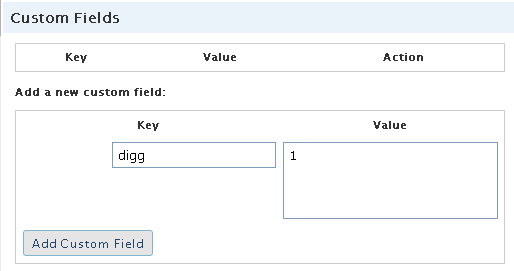 Custom Fields
Key Value Action
Add a new custom field:
Key Value
digg 1
Add Custom Field